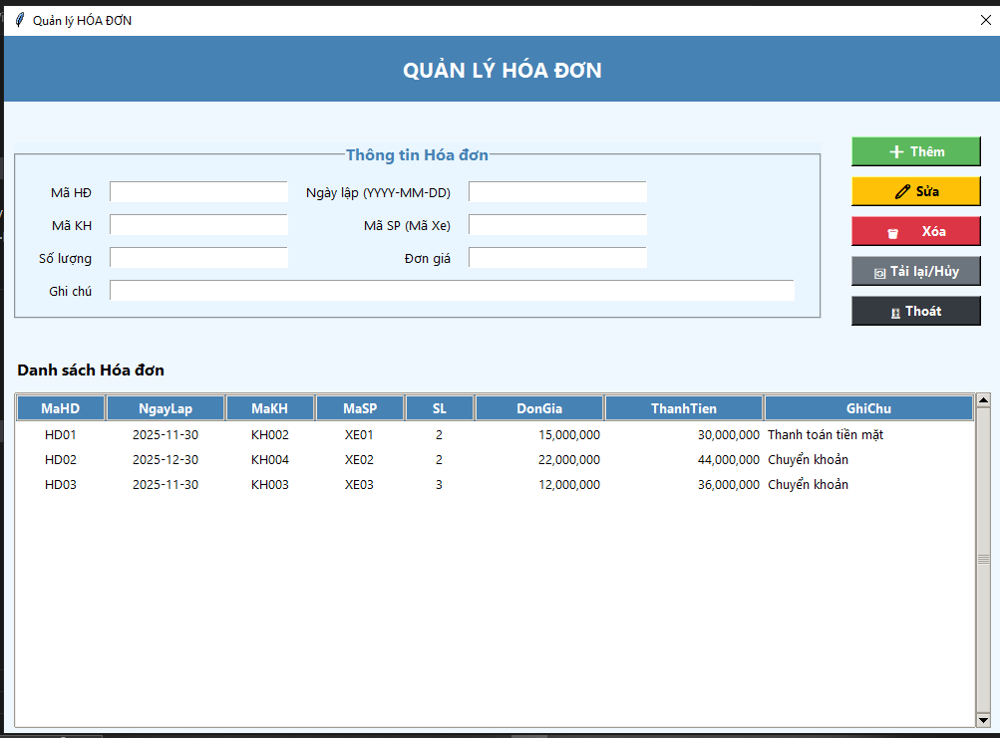 Quản lý HÓA ĐƠN
QUẢN LÝ HÓA ĐƠN
Thông tin Hóa đơn
Mã HĐ Ngày lập (YYYY-MM-DD)
Mã KH Mã SP (Mã Xe)
Số lượng Đơn giá
Ghi chú
Thêm
Sửa
Xóa
Tải lại/Hủy
Thoát
Danh sách Hóa đơn
MaHD NgayLap MaKH MaSP SL DonGia ThanhTien GhiChu
HD01 2025-11-30 KH002 XE01 2 15,000,000 30,000,000 Thanh toán tiền mặt
HD02 2025-12-30 KH004 XE02 2 22,000,000 44,000,000 Chuyển khoản
HD03 2025-11-30 KH003 XE03 3 12,000,000 36,000,000 Chuyển khoản